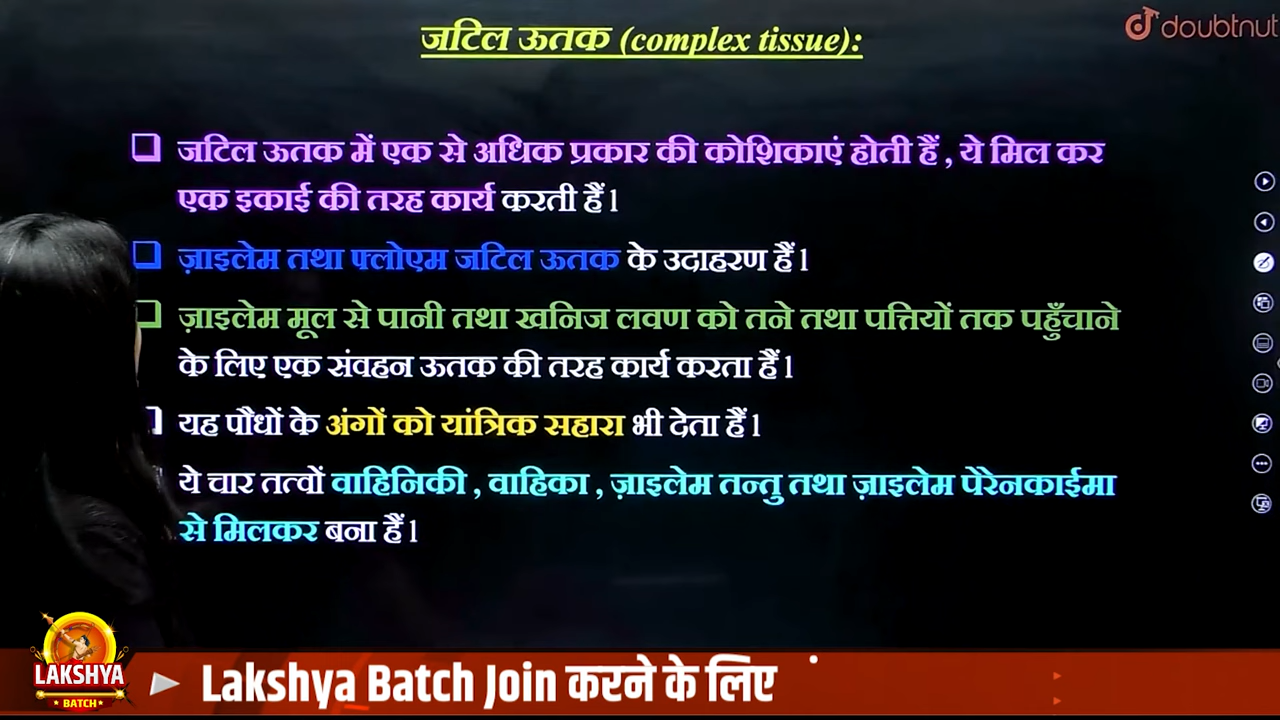 जटिल ऊतक (complex tissue):
doubtnut
जटिल ऊतक में एक से अधिक प्रकार की कोशिकाएं होती हैं , ये मिल कर
एक इकाई की तरह कार्य करती हैं।
ज़ाइलेम तथा फ्लोएम जटिल ऊतक के उदाहरण हैं।
ज़ाइलेम मूल से पानी तथा खनिज लवण को तने तथा पत्तियों तक पहुँचाने
के लिए एक संवहन ऊतक की तरह कार्य करता हैं।
यह पौधों के अंगों को यांत्रिक सहारा भी देता हैं।
ये चार तत्वों वाहिनिकी , वाहिका , ज़ाइलेम तन्तु तथा ज़ाइलेम पेरेनकाईमा
से मिलकर बना हैं।
LAKSHYA
BATCH
Lakshya Batch Join करने के लिए